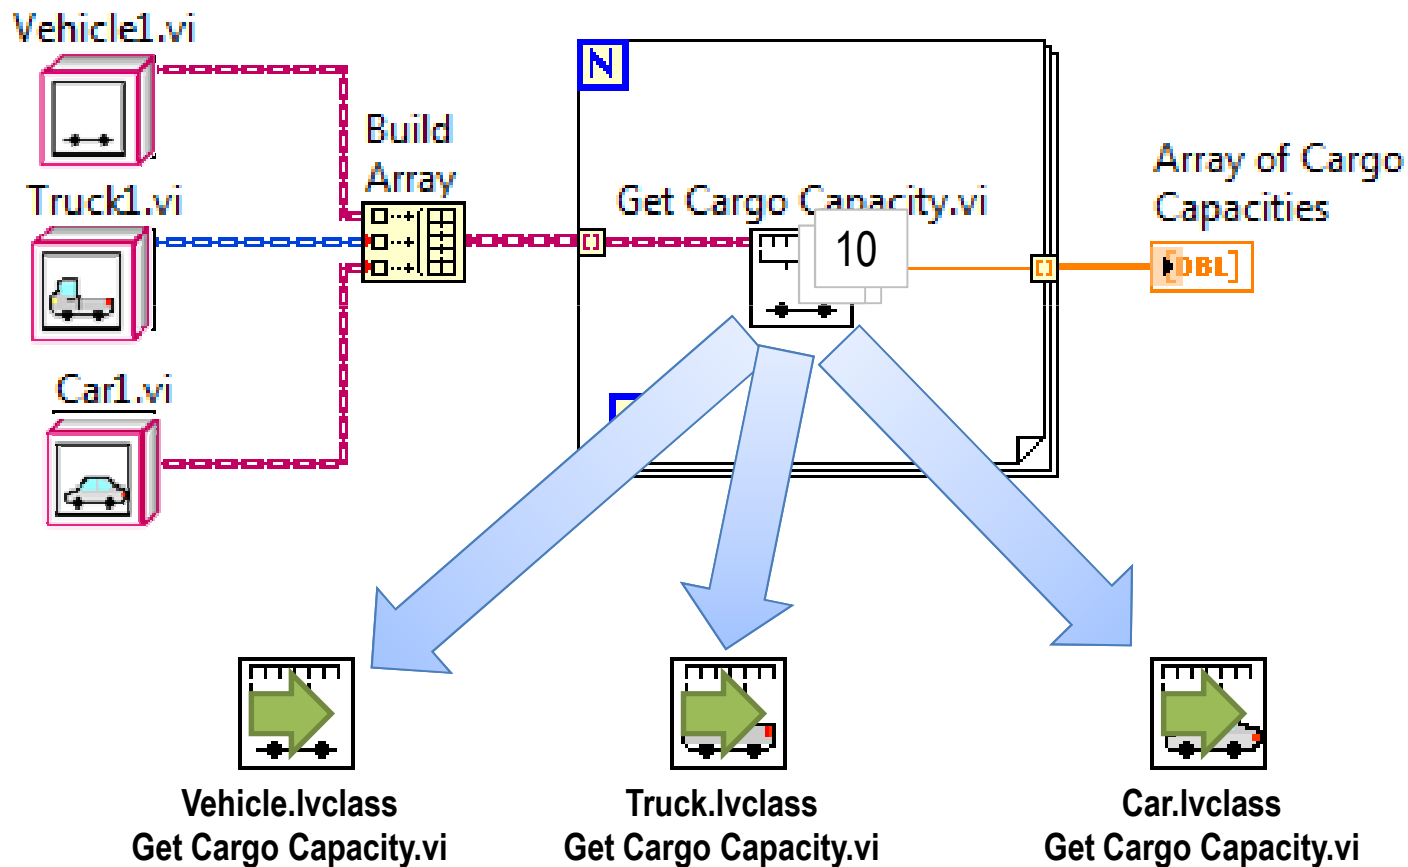 Vehicle1.vi
Build
Array
Truck1.vi
Car1.vi
N
Get Cargo Capacity.vi
10
Array of Cargo
Capacities
DBL
Vehicle.lvclass
Get Cargo Capacity.vi
Truck.lvclass
Get Cargo Capacity.vi
Car.lvclass
Get Cargo Capacity.vi